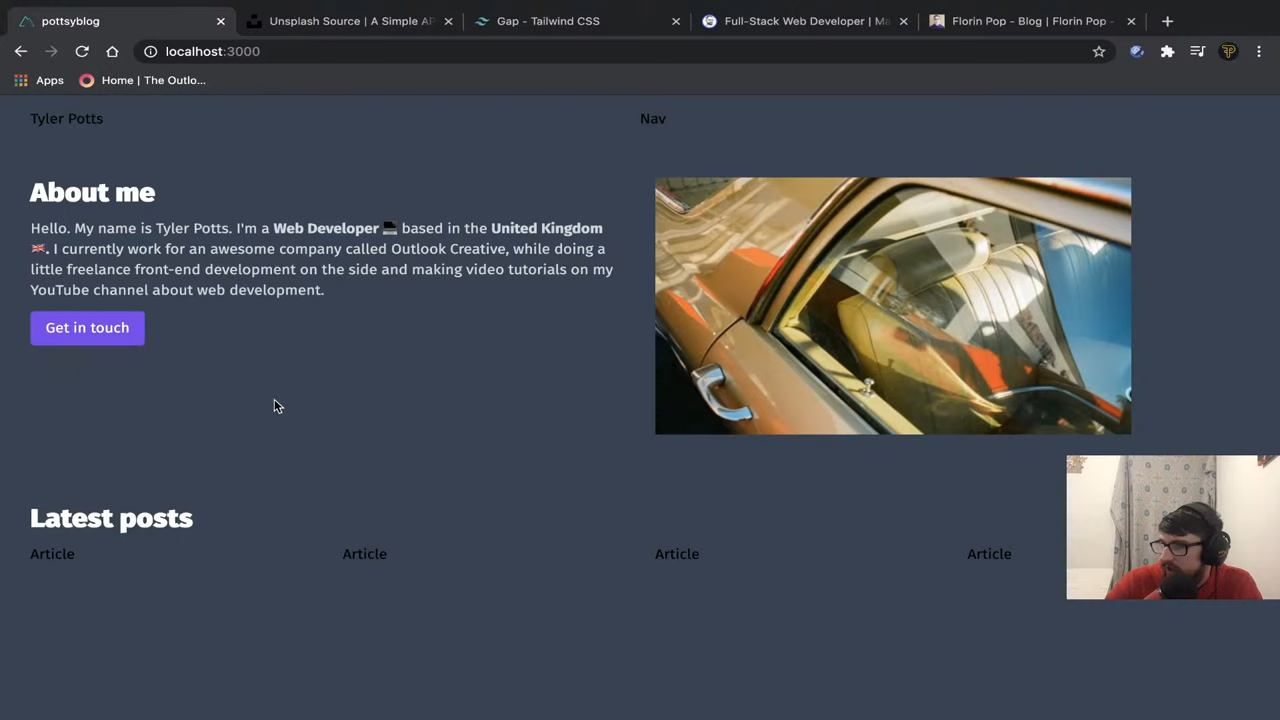 pottsyblog
Unsplash Source | A Simple AP
Gap - Tailwind CSS
Full-Stack Web Developer | Ma
Florin Pop - Blog | Florin Pop -
localhost:3000
Apps
Home | The Outlo...
Tyler Potts
Nav
About me
Hello. My name is Tyler Potts. I'm a Web Developer 💻 based in the United Kingdom
🇬🇧. I currently work for an awesome company called Outlook Creative, while doing a
little freelance front-end development on the side and making video tutorials on my
YouTube channel about web development.
Get in touch
Latest posts
Article
Article
Article
Article